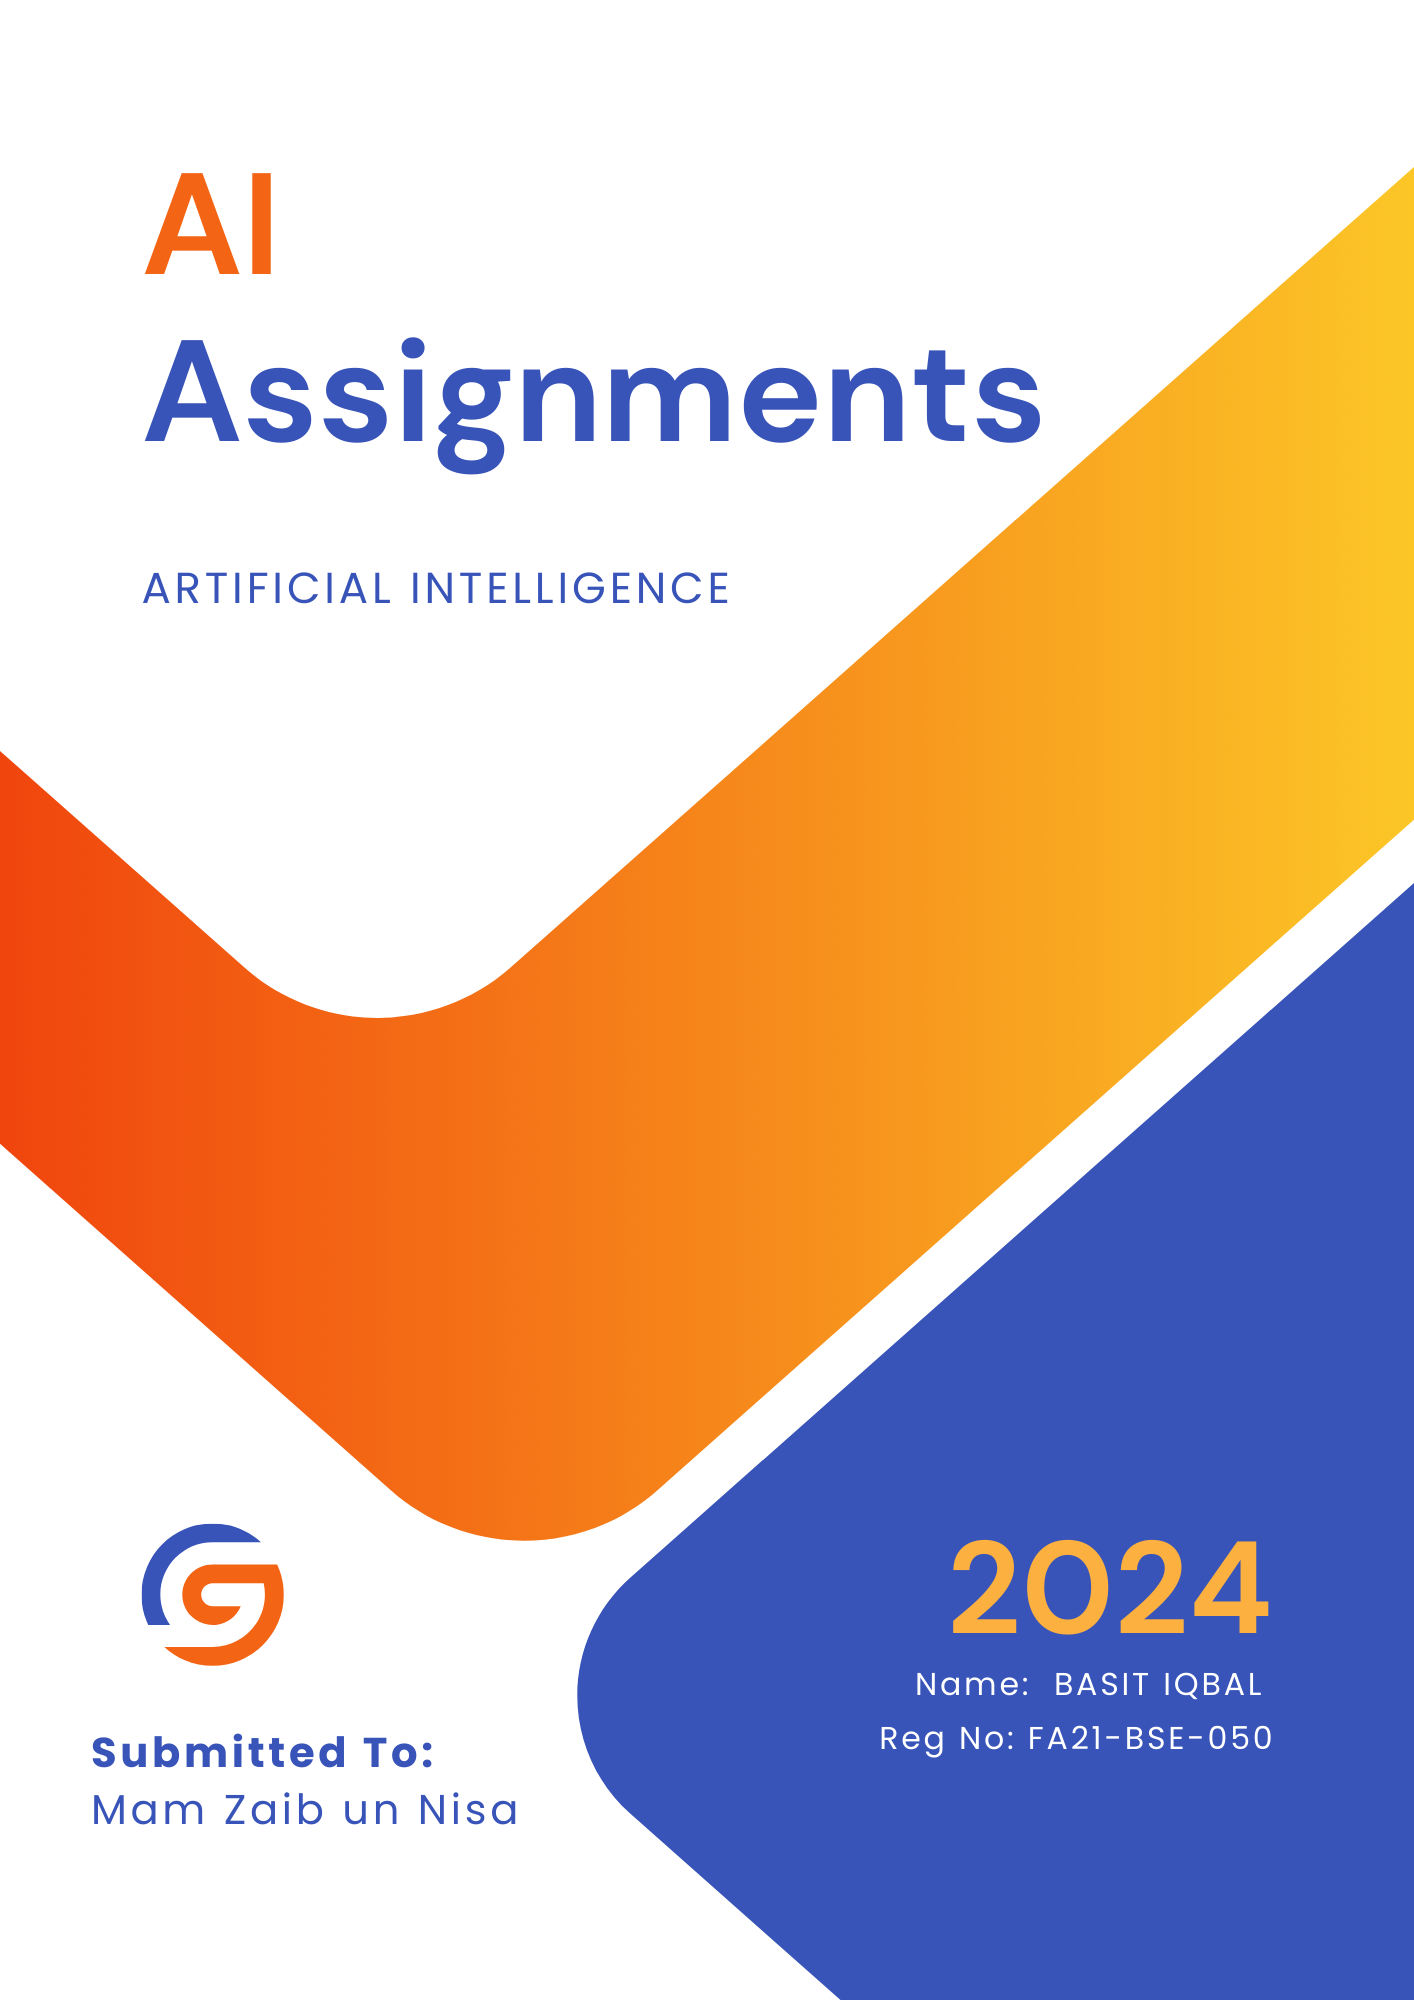 AI
Assignments
ARTIFICIAL INTELLIGENCE
2024
Name: BASIT IQBAL
Reg No: FA21-BSE-050
Submitted To:
Mam Zaib un Nisa